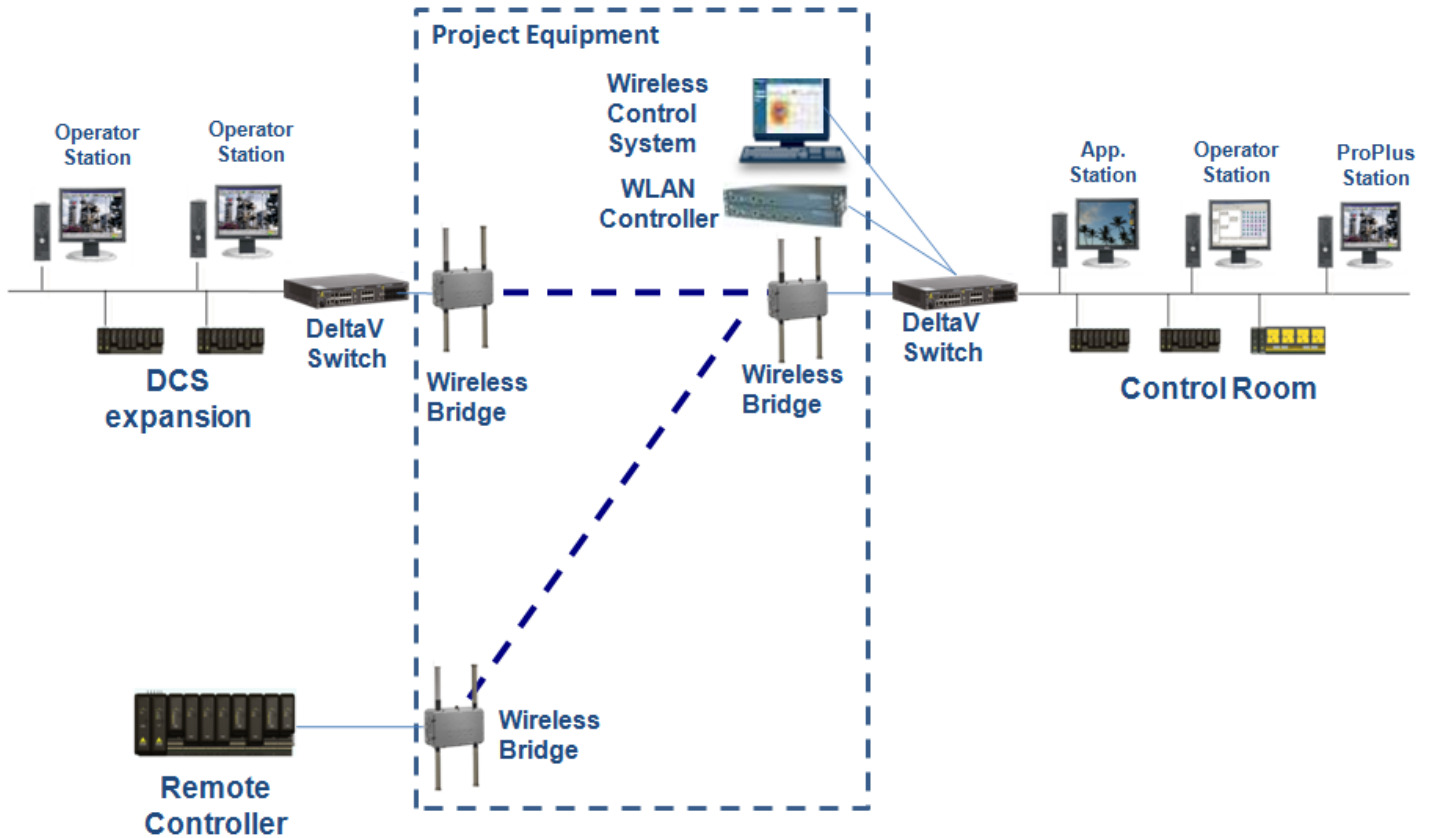 Project Equipment
Wireless
Control
System
WLAN
Controller
Operator
Station
Operator
Station
App.
Station
Operator
Station
ProPlus
Station
DeltaV
Switch
DCS
expansion
Wireless
Bridge
Wireless
Bridge
DeltaV
Switch
Control Room
Wireless
Bridge
Remote
Controller